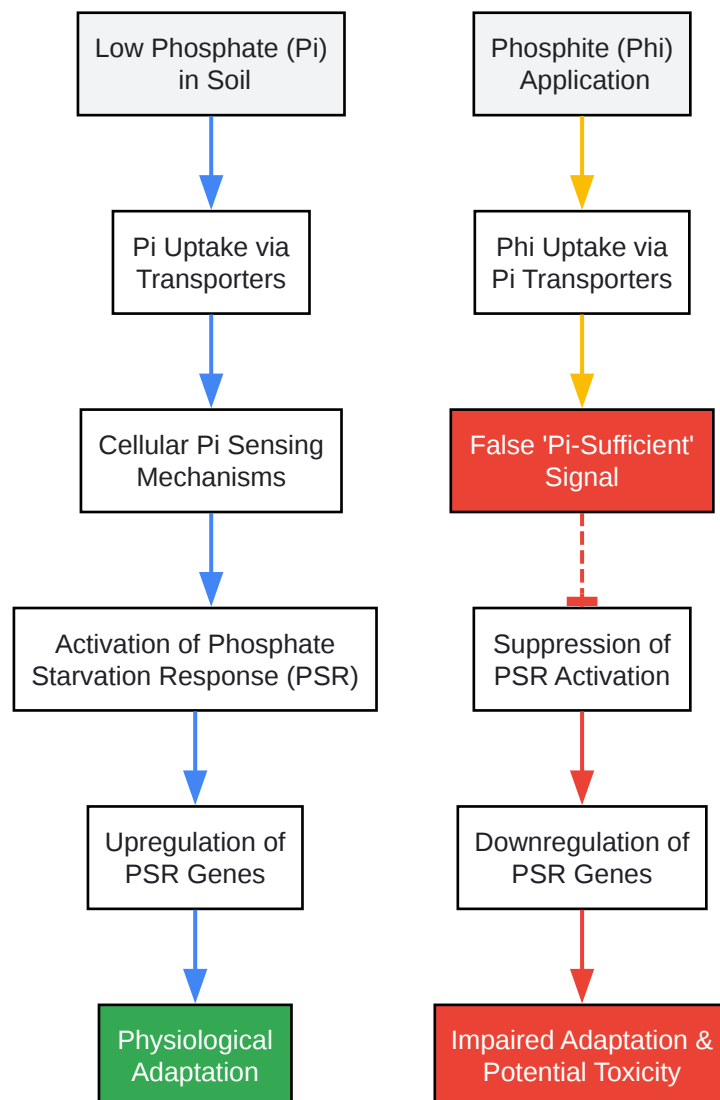 Low Phosphate (Pi)
in Soil
Pi Uptake via
Transporters
Cellular Pi Sensing
Mechanisms
Activation of Phosphate
Starvation Response (PSR)
Upregulation of
PSR Genes
Physiological
Adaptation
Phosphite (Phi)
Application
Phi Uptake via
Pi Transporters
False 'Pi-Sufficient'
Signal
Suppression of
PSR Activation
Downregulation of
PSR Genes
Impaired Adaptation &
Potential Toxicity